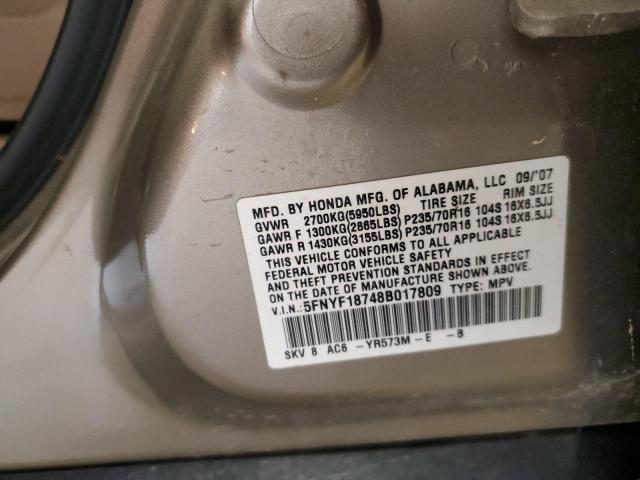 MFD. BY HONDA MFG. OF ALABAMA, LLC 09/'07
GVWR 2700KG(5950LBS) TIRE SIZE RIM SIZE
GAWR F 1300KG(2865LBS) P235/70R16 104S 16X6.5JJ
GAWR R 1430KG(3155LBS) P235/70R16 104S 16X6.5JJ
THIS VEHICLE CONFORMS TO ALL APPLICABLE
FEDERAL MOTOR VEHICLE SAFETY
AND THEFT PREVENTION STANDARDS IN EFFECT
ON THE DATE OF MANUFACTURE SHOWN ABOVE.
V.I.N.:5FNYF18748B017809 TYPE: MPV
SKV 8 AC6 -YR573M-E -B